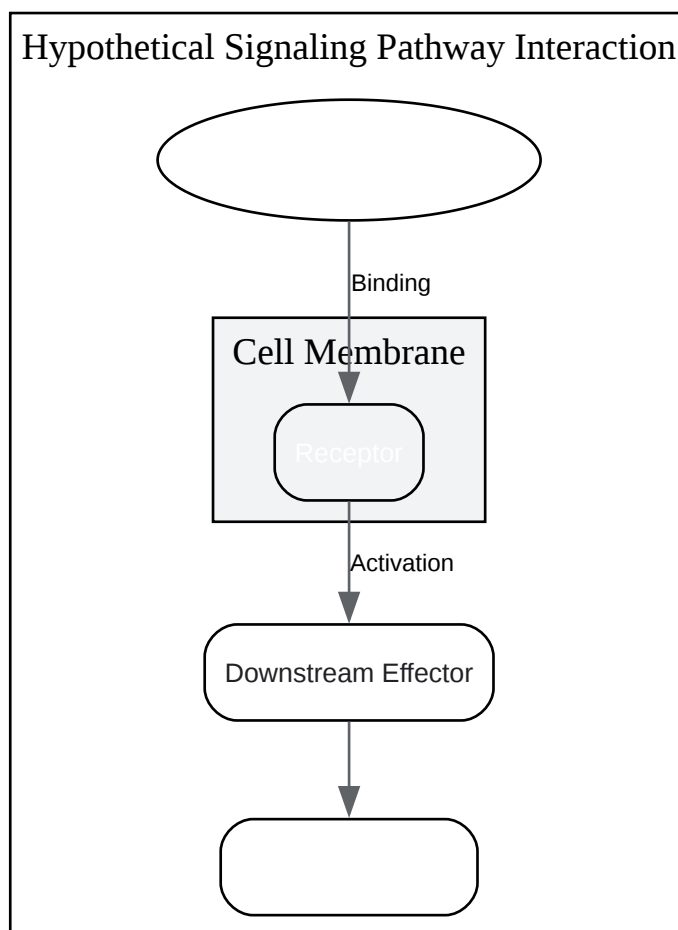 Hypothetical Signaling Pathway Interaction
Binding
Cell Membrane
Receptor
Activation
Downstream Effector